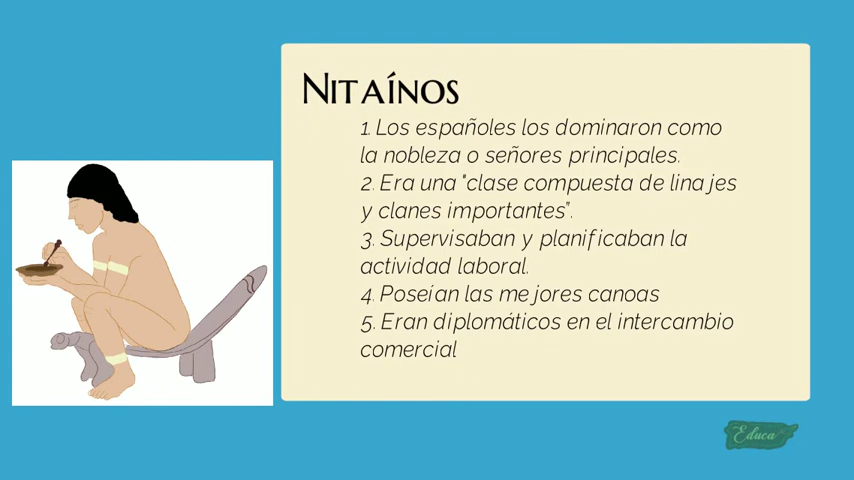 NITAÍNOS
1. Los españoles los dominaron como
la nobleza o señores principales.
2. Era una "clase compuesta de linajes
y clanes importantes”.
3. Supervisaban y planificaban la
actividad laboral.
4. Poseían las mejores canoas
5. Eran diplomáticos en el intercambio
comercial
Educa